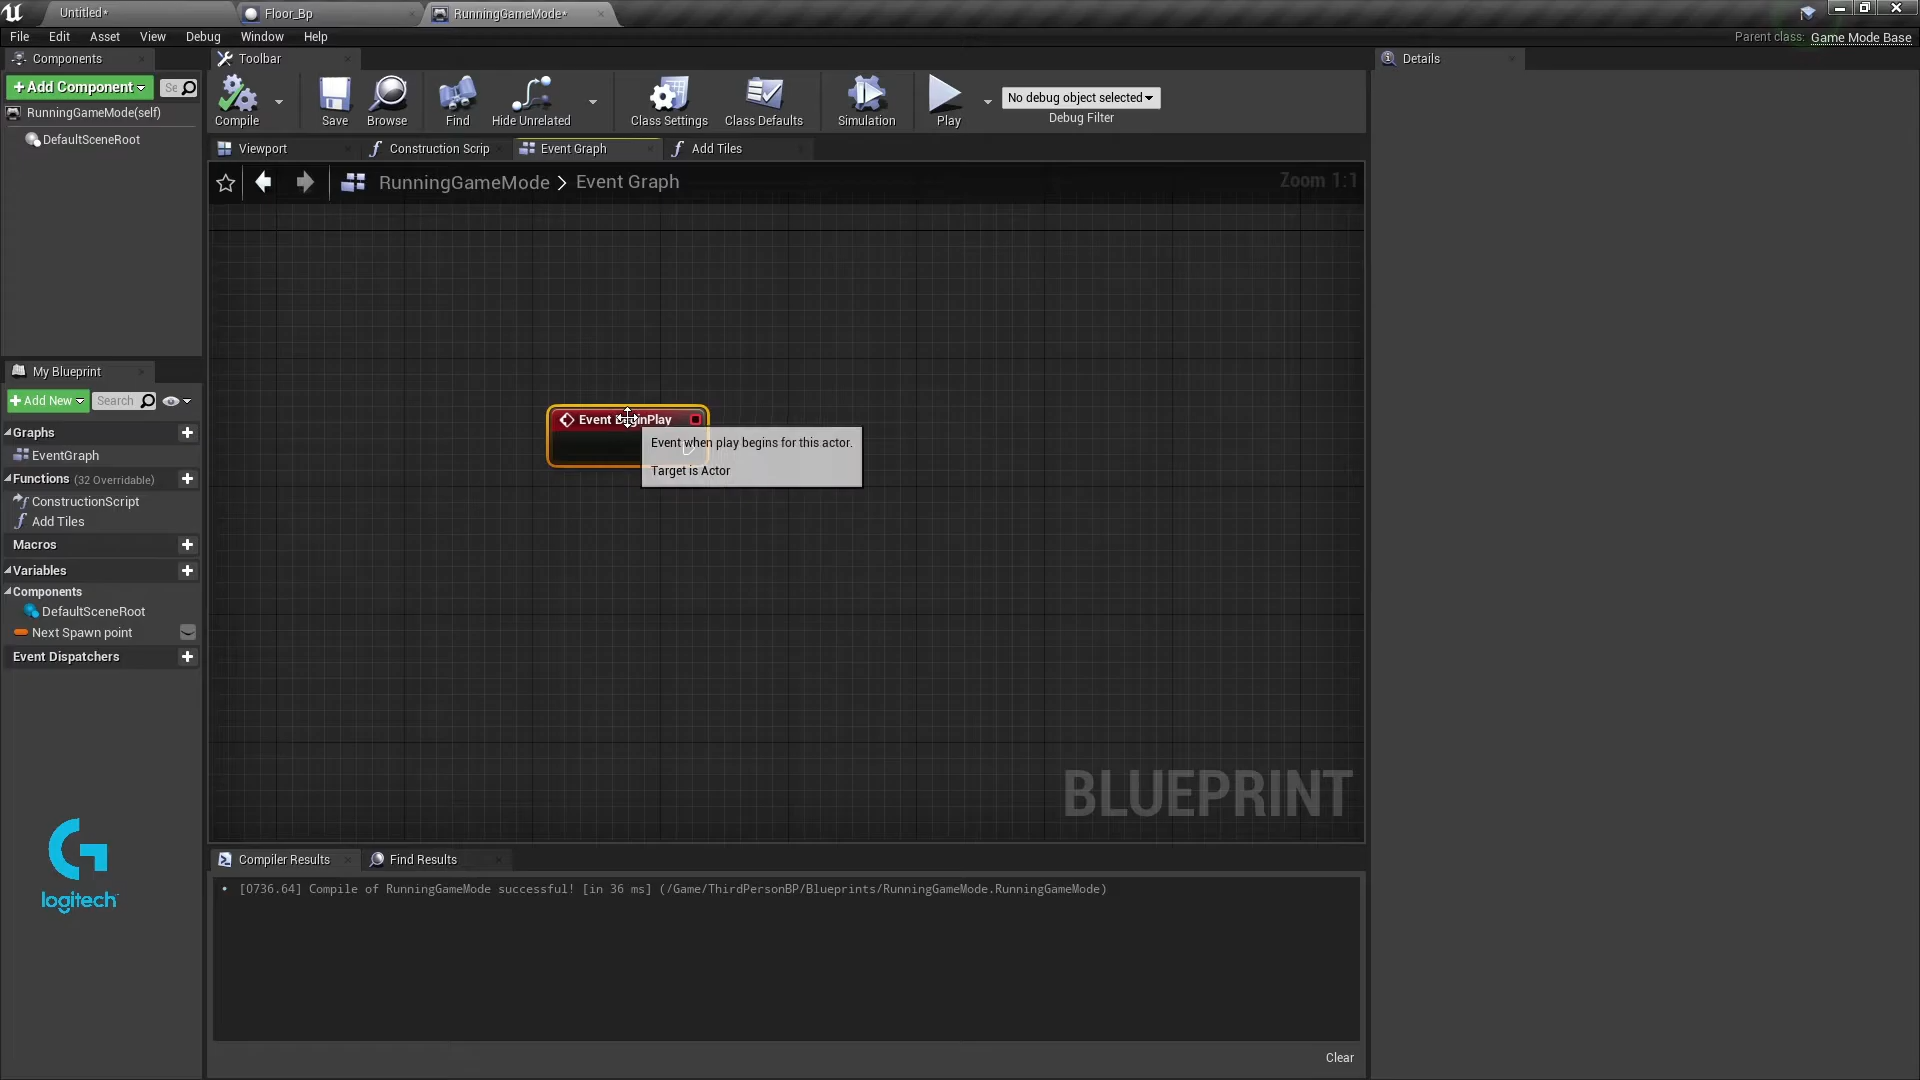 Untitled*
Floor_Bp
RunningGameMode*
File Edit Asset View Debug Window Help
Parent class: Game Mode Base
Components
Toolbar
Details
+Add Component
Se
RunningGameMode(self)
DefaultSceneRoot
Compile
Save
Browse
Find
Hide Unrelated
Class Settings
Class Defaults
Simulation
Play
No debug object selected
Debug Filter
Viewport
Construction Scrip
Event Graph
Add Tiles
RunningGameMode > Event Graph
Zoom 1:1
My Blueprint
+Add New
Search
Graphs
EventGraph
Functions (32 Overridable)
ConstructionScript
Add Tiles
Macros
Variables
Components
DefaultSceneRoot
Next Spawn point
Event Dispatchers
Event BeginPlay
Event when play begins for this actor.
Target is Actor
BLUEPRINT
logitech
Compiler Results
Find Results
• [0736.64] Compile of RunningGameMode successful! [in 36 ms] (/Game/ThirdPersonBP/Blueprints/RunningGameMode.RunningGameMode)
Clear